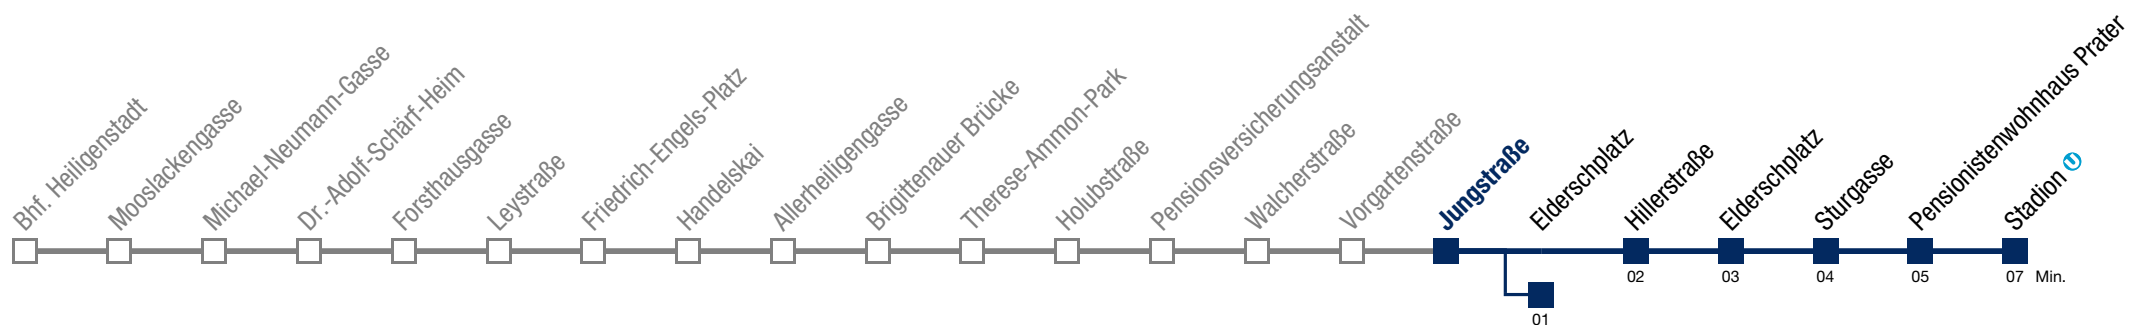 Bhf. Heiligenstadt
Mooslackengasse
Michael-Neumann-Gasse
Dr.-Adolf-Schärf-Heim
Forsthausgasse
Leystraße
Friedrich-Engels-Platz
Handelskai
Allerheiligengasse
Brigittenauer Brücke
Therese-Ammon-Park
Holubstraße
Pensionsversicherungsanstalt
Walcherstraße
Vorgartenstraße
Jungstraße
Elderschplatz
Hillerstraße
Elderschplatz
Sturgasse
Pensionistenwohnhaus Prater
Stadion U
02 03 04 05 07 Min.
01